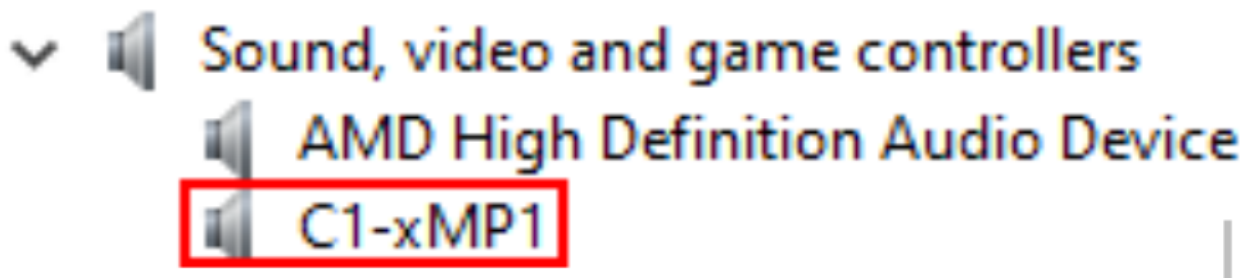 Sound, video and game controllers
AMD High Definition Audio Device
C1-xMP1